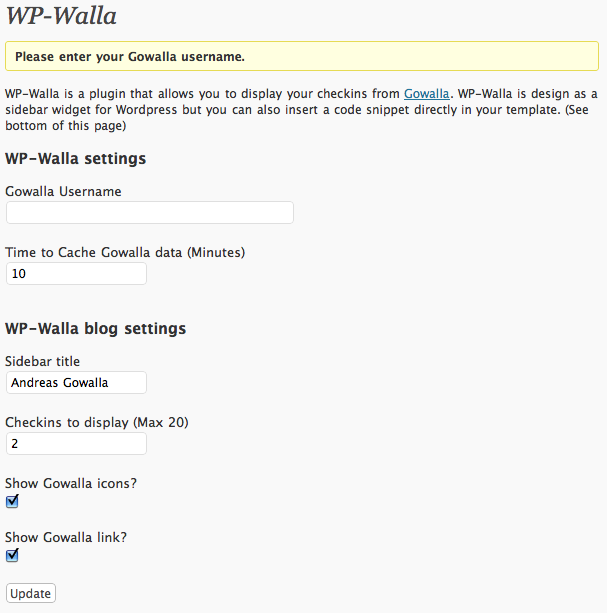 WP-Walla
Please enter your Gowalla username.
WP-Walla is a plugin that allows you to display your checkins from Gowalla. WP-Walla is design as a
sidebar widget for Wordpress but you can also insert a code snippet directly in your template. (See
bottom of this page)
WP-Walla settings
Gowalla Username
Time to Cache Gowalla data (Minutes)
10
WP-Walla blog settings
Sidebar title
Andreas Gowalla
Checkins to display (Max 20)
2
Show Gowalla icons?
Show Gowalla link?
Update